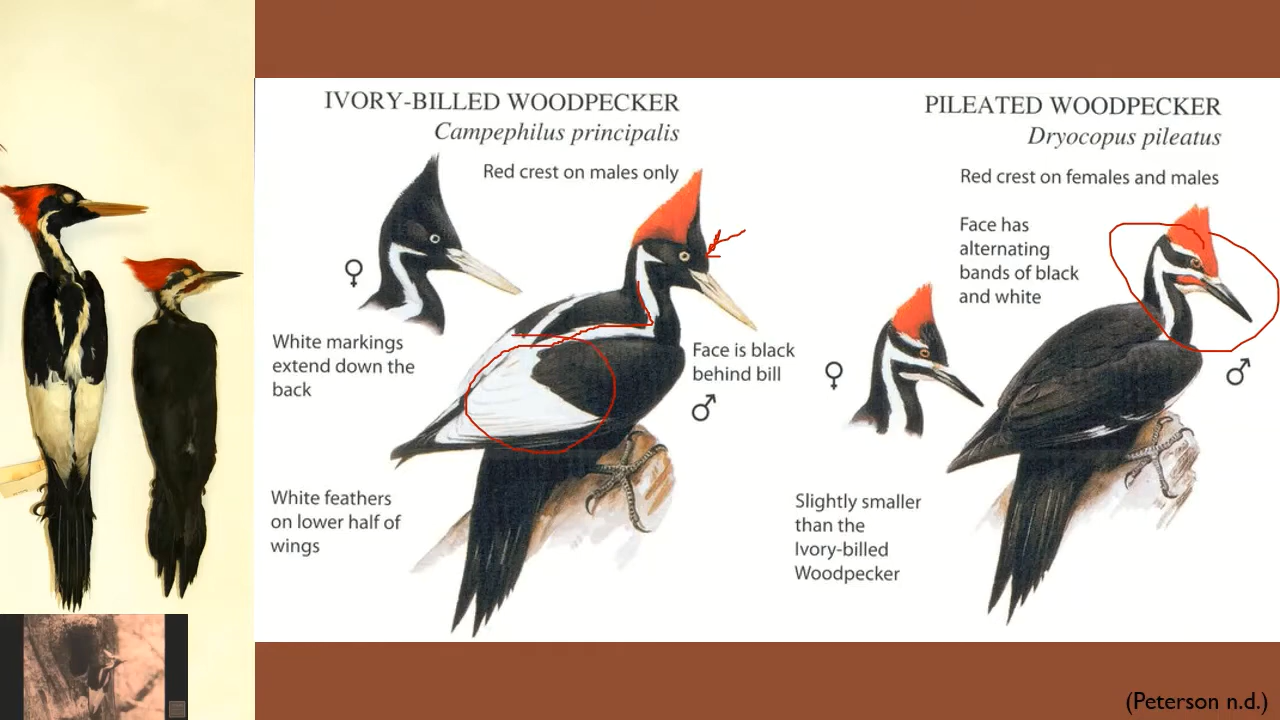 IVORY-BILLED WOODPECKER
Campephilus principalis
Red crest on males only
♀
White markings
extend down the
back
Face is black
behind bill
♂
White feathers
on lower half of
wings
PILEATED WOODPECKER
Dryocopus pileatus
Red crest on females and males
Face has
alternating
bands of black
and white
♀
♂
Slightly smaller
than the
Ivory-billed
Woodpecker
(Peterson n.d.)